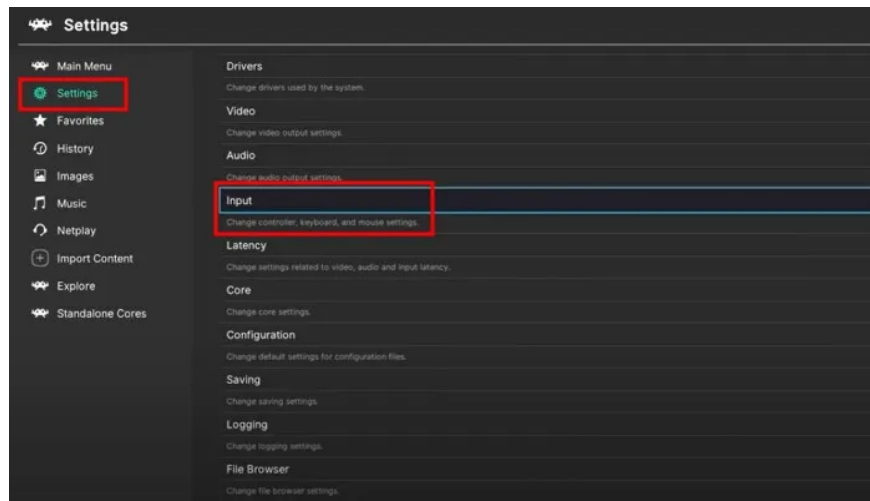 Settings
Main Menu
Settings
Favorites
History
Images
Music
Netplay
Import Content
Explore
Standalone Cores
Drivers
Change drivers used by the system.
Video
Change video output settings.
Audio
Change audio output settings.
Input
Change controller, keyboard, and mouse settings.
Latency
Change settings related to video, audio and input latency.
Core
Change core settings.
Configuration
Change default settings for configuration files.
Saving
Change saving settings.
Logging
Change logging settings.
File Browser
Change file browser settings.